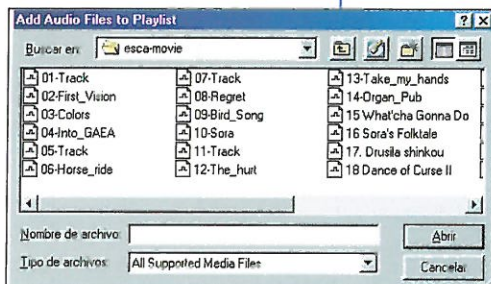 Add Audio Files to Playlist
Buscar en: esca-movie
01-Track
02-First_Vision
03-Colors
04-Into_GAEA
05-Track
06-Horse_ride
07-Track
08-Regret
09-Bird_Song
10-Sora
11-Track
12-The_hurt
13-Take_my_hands
14-Organ_Pub
15 What'cha Gonna Do
16 Sora's Folktale
17. Drusila shinkou
18 Dance of Curse II
Nombre de archivo:
Abrir
Tipo de archivos: All Supported Media Files
Cancelar